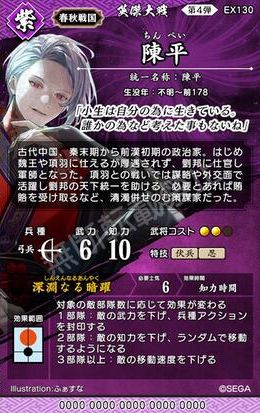 紫
春秋戦国
英傑大戦
第4弾
EX130
ちん ぺい
陳平
統一名称：陳平
生没年：不明～前178
「小生は自分の為に生きている。
誰かの為など考えた事もないね」
古代中国、秦末期から前漢初期の政治家。はじめ
魏王や項羽に仕えるが厚遇されず、劉邦に仕官し
軍師となった。項羽との戦いでは謀略や外交面で
活躍し劉邦の天下統一を助ける。必要とあれば賄
賂を受け取るなど、清濁併せのむ謀略家だった。
兵種 武力 知力 武将コスト
弓兵 6 10 特技 伏兵 忍
しんえんなるあんやく 必要士気 効果時間
深淵なる暗躍 6 知力時間
効果範囲
対象の敵部隊数に応じて効果が変わる
1部隊：敵の武力を下げ、兵種アクション
を封印する
2部隊：敵の知力を下げ、ランダムで移動
するようになる
3部隊以上：敵の移動速度を下げる
Illustration:ふぁすな
©SEGA
0000 0000 0000 0000 0000